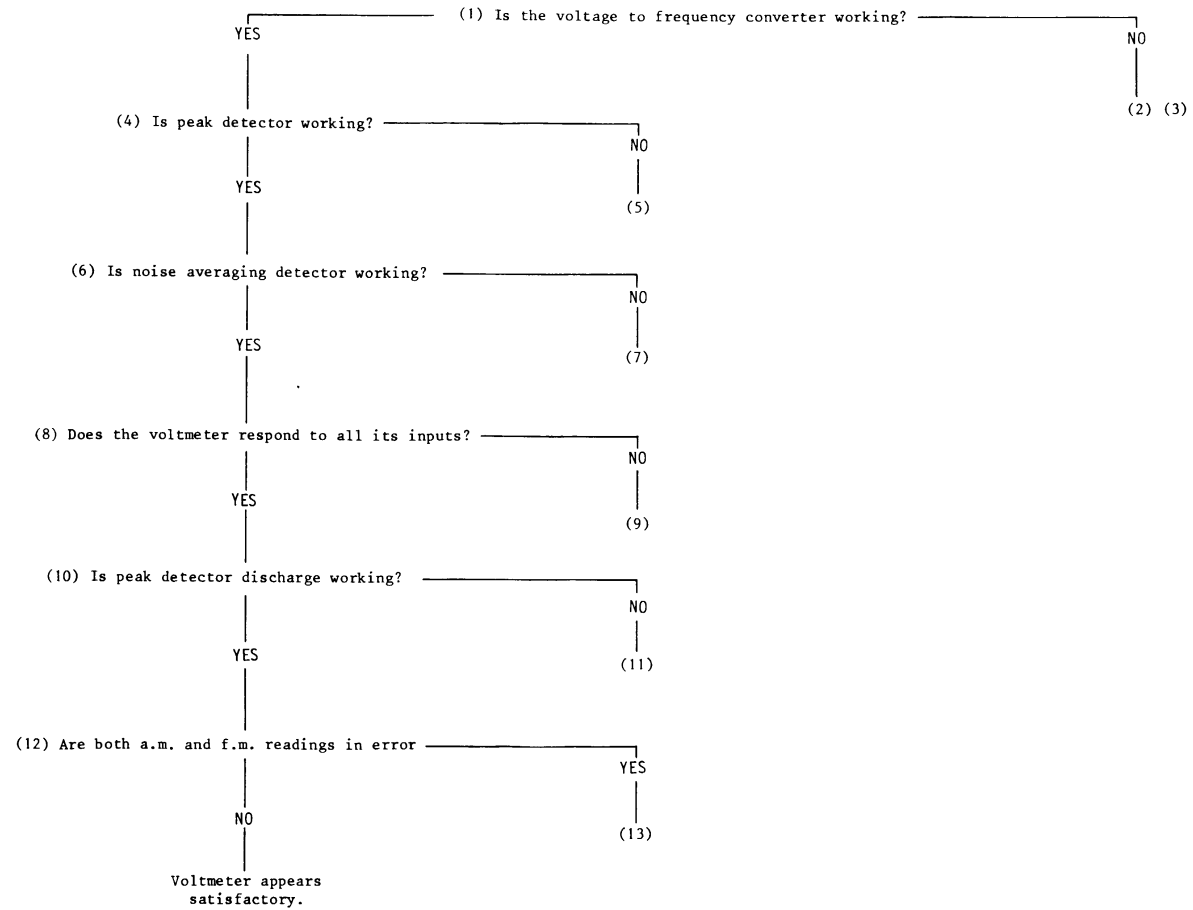 (1) Is the voltage to frequency converter working?
YES
NO
(2) (3)
(4) Is peak detector working?
NO
YES
(5)
(6) Is noise averaging detector working?
NO
YES
(7)
(8) Does the voltmeter respond to all its inputs?
NO
YES
(9)
(10) Is peak detector discharge working?
NO
YES
(11)
(12) Are both a.m. and f.m. readings in error
YES
NO
(13)
Voltmeter appears
satisfactory.